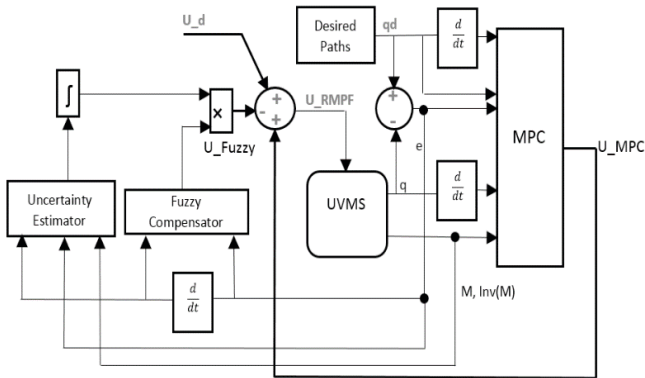 U_d
Desired
Paths
qd
d
dt
∫
×
+
+
-
U_RMPF
U_Fuzzy
+
-
e
MPC
U_MPC
Uncertainty
Estimator
Fuzzy
Compensator
UVMS
q
d
dt
d
dt
M, Inv(M)